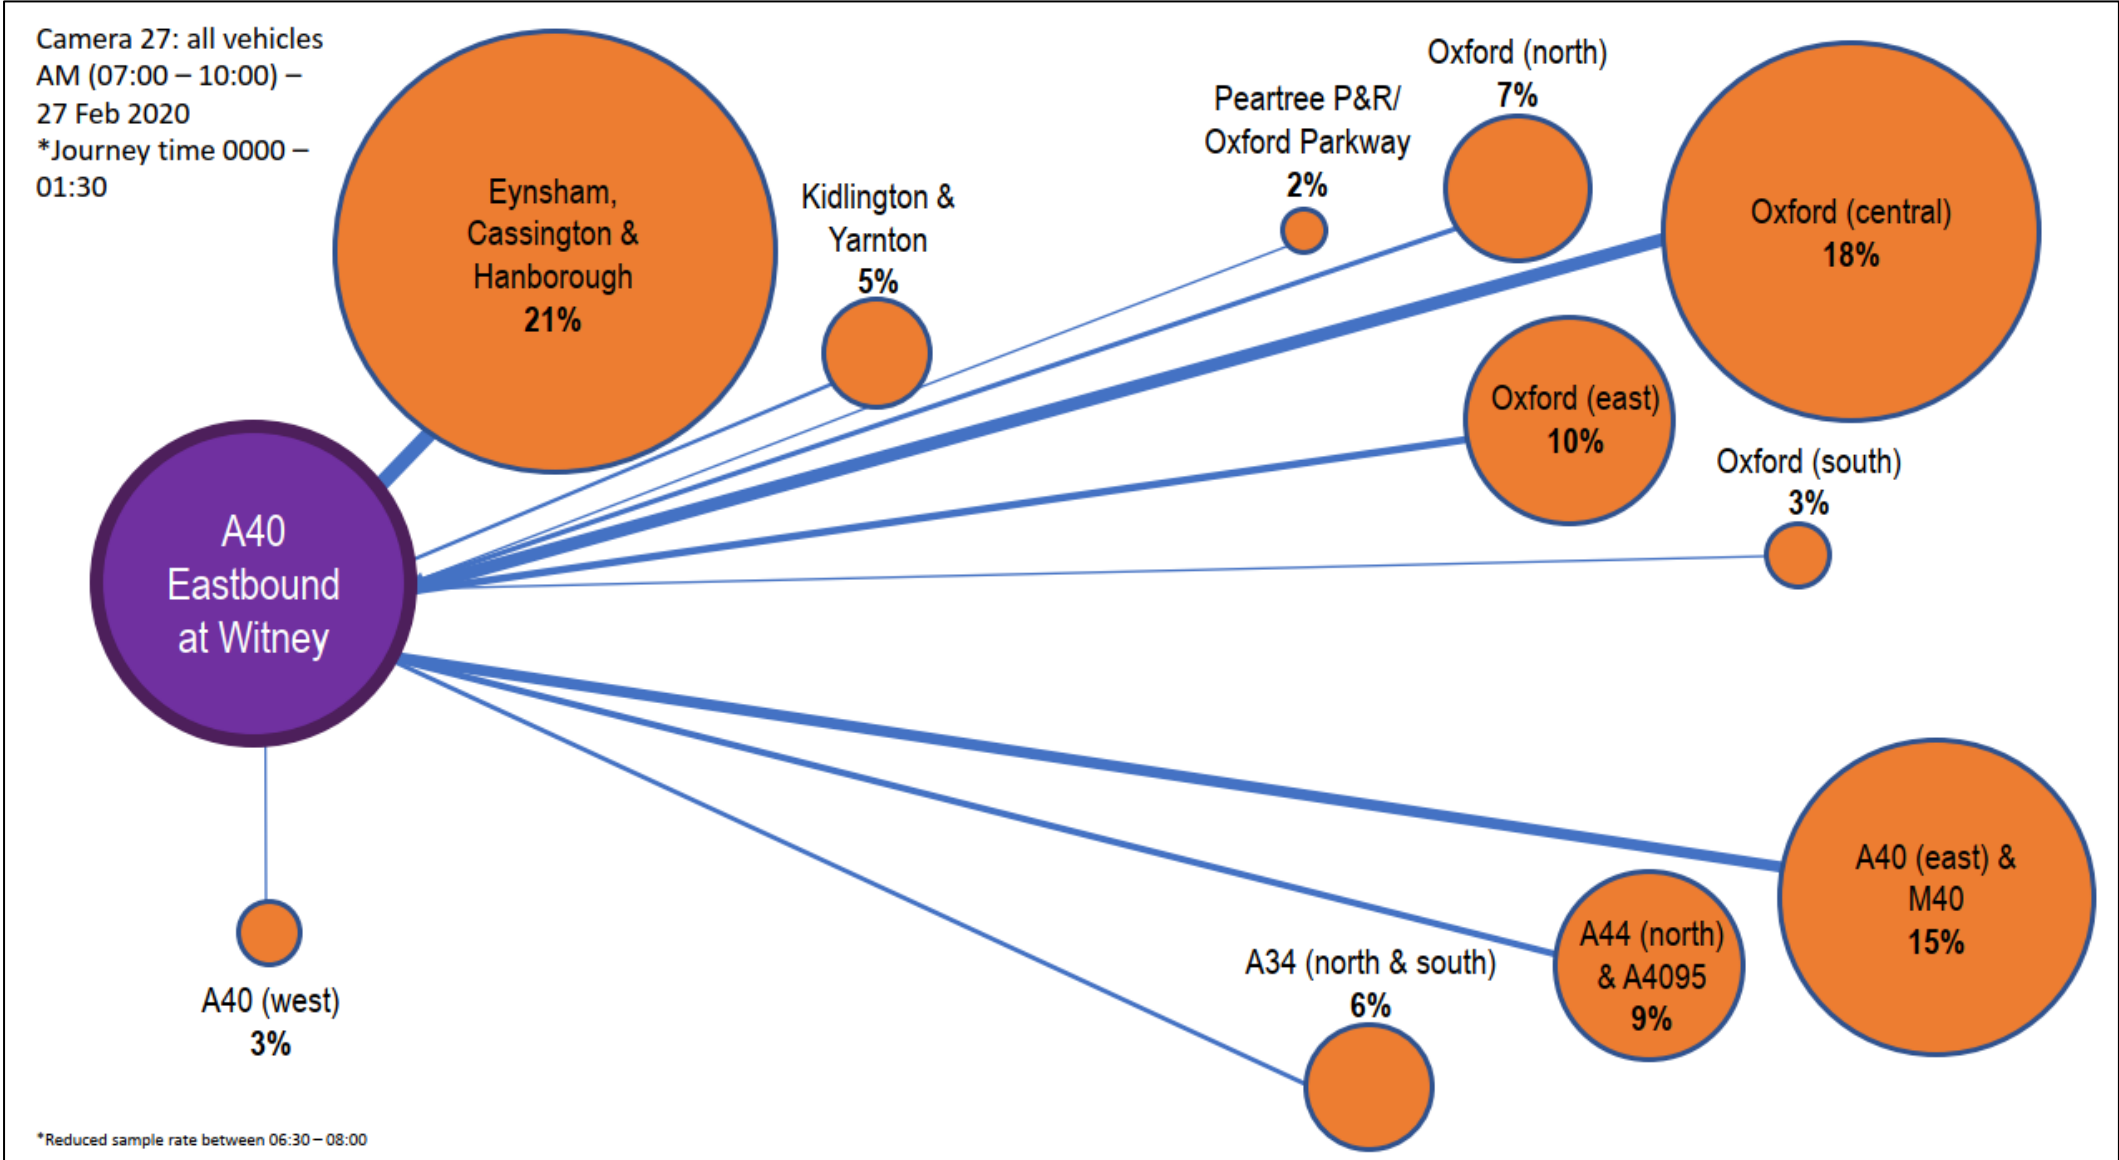 Camera 27: all vehicles
AM (07:00 – 10:00) –
27 Feb 2020
*Journey time 0000 –
01:30
Eynsham,
Cassington &
Hanborough
21%
Kidlington &
Yarnton
5%
Peartree P&R/
Oxford Parkway
2%
Oxford (north)
7%
Oxford (central)
18%
Oxford (east)
10%
Oxford (south)
3%
A40
Eastbound
at Witney
A40 (east) &
M40
15%
A44 (north)
& A4095
9%
A34 (north & south)
6%
A40 (west)
3%
*Reduced sample rate between 06:30 – 08:00